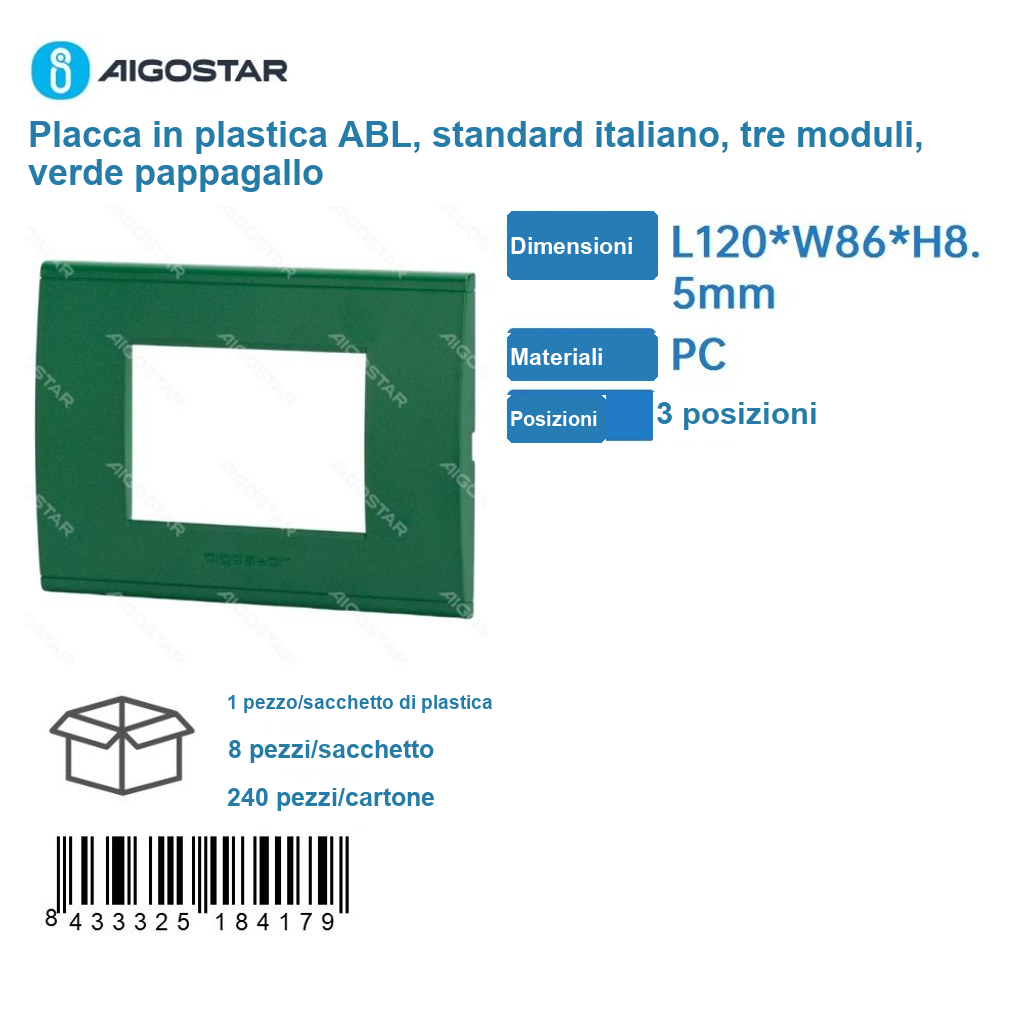 AIGOSTAR
Placca in plastica ABL, standard italiano, tre moduli,
verde pappagallo
Dimensioni
L120*W86*H8.
5mm
Materiali
PC
Posizioni
3 posizioni
aigostar
1 pezzo/sacchetto di plastica
8 pezzi/sacchetto
240 pezzi/cartone
8 433325 184179